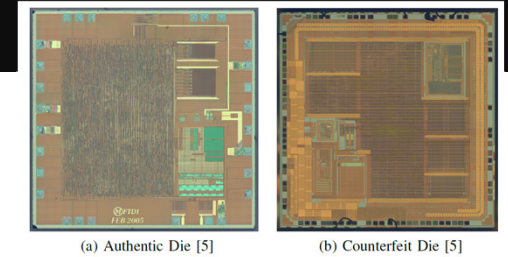 FTDI
FEB 2005
(a) Authentic Die [5]
(b) Counterfeit Die [5]